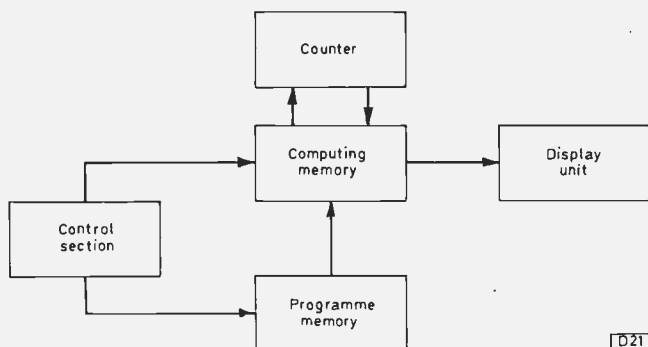 Counter
Computing
memory
Display
unit
Control
section
Programme
memory
D21